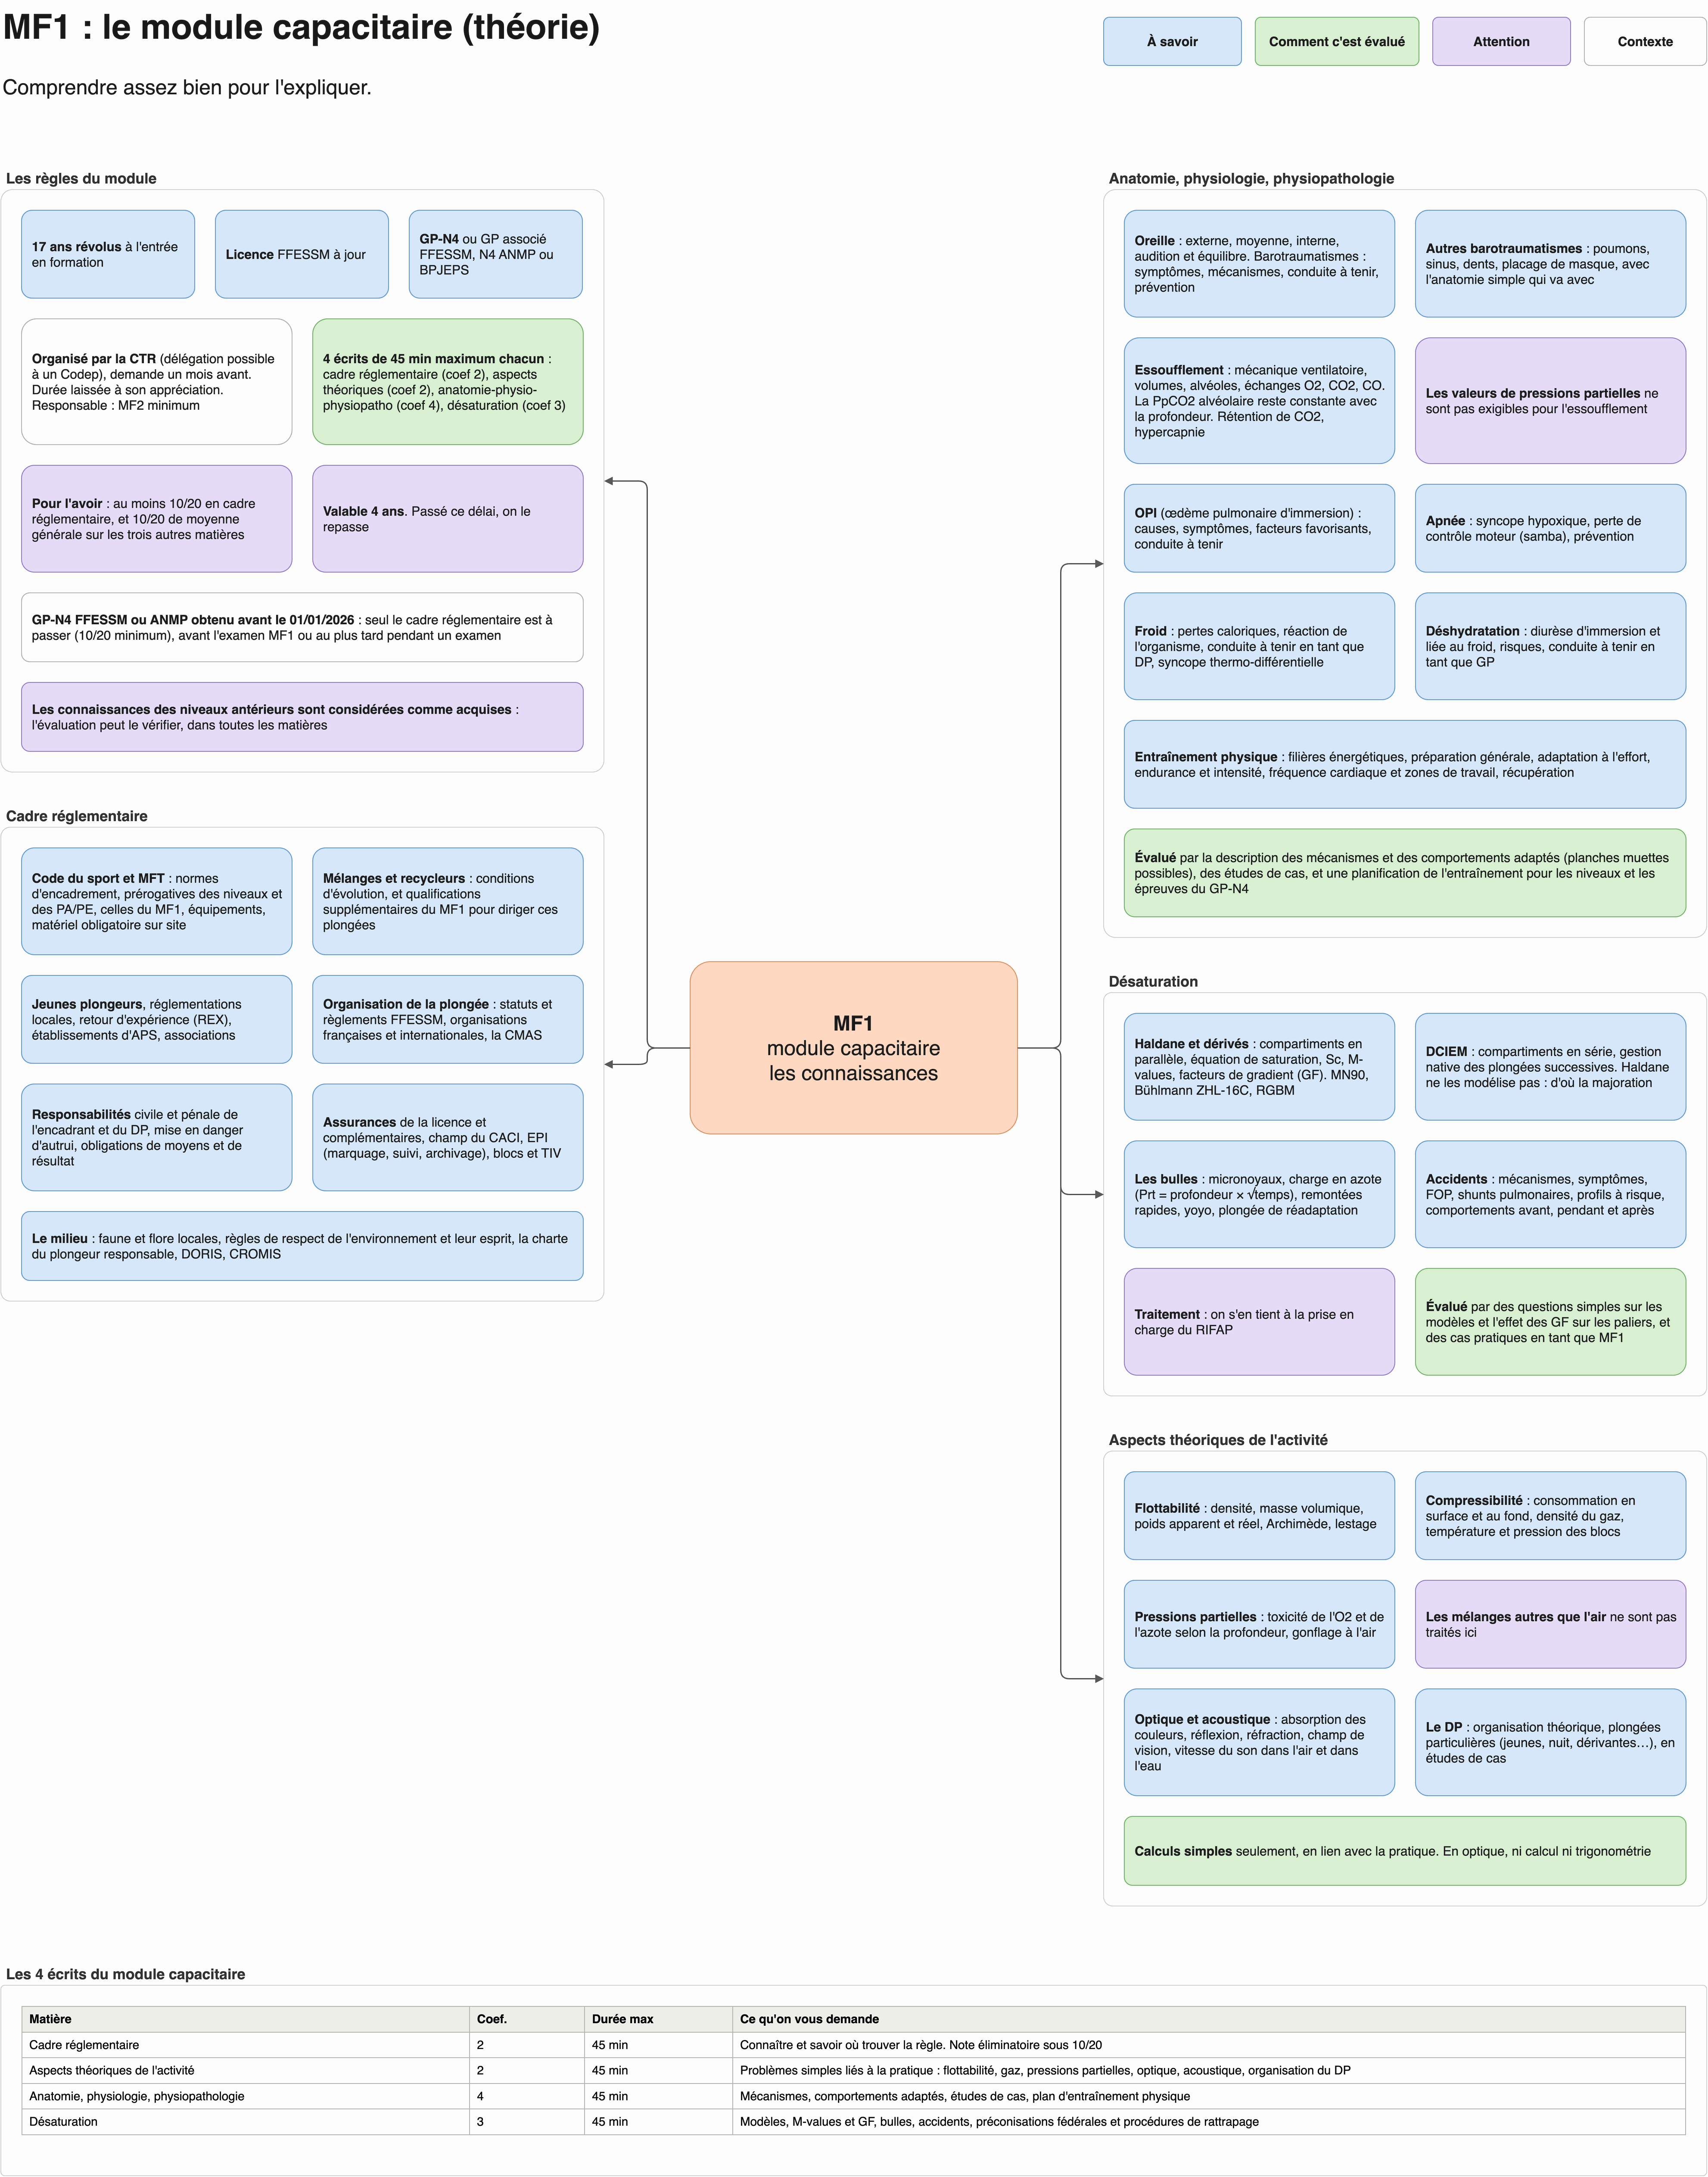 MF1 : le module capacitaire (théorie)
Comprendre assez bien pour l'expliquer.
À savoir
Comment c'est évalué
Attention
Contexte
Les règles du module
17 ans révolus à l'entrée
en formation
Licence FFESSM à jour
GP-N4 ou GP associé
FFESSM, N4 ANMP ou
BPJEPS
Organisé par la CTR (délégation possible
à un Codep), demande un mois avant.
Durée laissée à son appréciation.
Responsable : MF2 minimum
4 écrits de 45 min maximum chacun :
cadre réglementaire (coef 2), aspects
théoriques (coef 2), anatomie-physio-
physiopatho (coef 4), désaturation (coef 3)
Pour l'avoir : au moins 10/20 en cadre
réglementaire, et 10/20 de moyenne
générale sur les trois autres matières
Valable 4 ans. Passé ce délai, on le
repasse
GP-N4 FFESSM ou ANMP obtenu avant le 01/01/2026 : seul le cadre réglementaire est à
passer (10/20 minimum), avant l'examen MF1 ou au plus tard pendant un examen
Les connaissances des niveaux antérieurs sont considérées comme acquises :
l'évaluation peut le vérifier, dans toutes les matières
Cadre réglementaire
Code du sport et MFT : normes
d'encadrement, prérogatives des niveaux et
des PA/PE, celles du MF1, équipements,
matériel obligatoire sur site
Mélanges et recycleurs : conditions
d'évolution, et qualifications
supplémentaires du MF1 pour diriger ces
plongées
Jeunes plongeurs, réglementations
locales, retour d'expérience (REX),
établissements d'APS, associations
Organisation de la plongée : statuts et
règlements FFESSM, organisations
françaises et internationales, la CMAS
Responsabilités civile et pénale de
l'encadrant et du DP, mise en danger
d'autrui, obligations de moyens et de
résultat
Assurances de la licence et
complémentaires, champ du CACI, EPI
(marquage, suivi, archivage), blocs et TIV
Le milieu : faune et flore locales, règles de respect de l'environnement et leur esprit, la charte
du plongeur responsable, DORIS, CROMIS
MF1
module capacitaire
les connaissances
Anatomie, physiologie, physiopathologie
Oreille : externe, moyenne, interne,
audition et équilibre. Barotraumatismes :
symptômes, mécanismes, conduite à tenir,
prévention
Autres barotraumatismes : poumons,
sinus, dents, placage de masque, avec
l'anatomie simple qui va avec
Essoufflement : mécanique ventilatoire,
volumes, alvéoles, échanges O2, CO2, CO.
La PpCO2 alvéolaire reste constante avec
la profondeur. Rétention de CO2,
hypercapnie
Les valeurs de pressions partielles ne
sont pas exigibles pour l'essoufflement
OPI (œdème pulmonaire d'immersion) :
causes, symptômes, facteurs favorisants,
conduite à tenir
Apnée : syncope hypoxique, perte de
contrôle moteur (samba), prévention
Froid : pertes caloriques, réaction de
l'organisme, conduite à tenir en tant que
DP, syncope thermo-différentielle
Déshydratation : diurèse d'immersion et
liée au froid, risques, conduite à tenir en
tant que GP
Entraînement physique : filières énergétiques, préparation générale, adaptation à l'effort,
endurance et intensité, fréquence cardiaque et zones de travail, récupération
Évalué par la description des mécanismes et des comportements adaptés (planches muettes
possibles), des études de cas, et une planification de l'entraînement pour les niveaux et les
épreuves du GP-N4
Désaturation
Haldane et dérivés : compartiments en
parallèle, équation de saturation, Sc, M-
values, facteurs de gradient (GF). MN90,
Bühlmann ZHL-16C, RGBM
DCIEM : compartiments en série, gestion
native des plongées successives. Haldane
ne les modélise pas : d'où la majoration
Les bulles : micronoyaux, charge en azote
(Prt = profondeur × √temps), remontées
rapides, yoyo, plongée de réadaptation
Accidents : mécanismes, symptômes,
FOP, shunts pulmonaires, profils à risque,
comportements avant, pendant et après
Traitement : on s'en tient à la prise en
charge du RIFAP
Évalué par des questions simples sur les
modèles et l'effet des GF sur les paliers, et
des cas pratiques en tant que MF1
Aspects théoriques de l'activité
Flottabilité : densité, masse volumique,
poids apparent et réel, Archimède, lestage
Compressibilité : consommation en
surface et au fond, densité du gaz,
température et pression des blocs
Pressions partielles : toxicité de l'O2 et de
l'azote selon la profondeur, gonflage à l'air
Les mélanges autres que l'air ne sont pas
traités ici
Optique et acoustique : absorption des
couleurs, réflexion, réfraction, champ de
vision, vitesse du son dans l'air et dans
l'eau
Le DP : organisation théorique, plongées
particulières (jeunes, nuit, dérivantes…), en
études de cas
Calculs simples seulement, en lien avec la pratique. En optique, ni calcul ni trigonométrie
Les 4 écrits du module capacitaire
Matière Coef. Durée max Ce qu'on vous demande
Cadre réglementaire 2 45 min Connaître et savoir où trouver la règle. Note éliminatoire sous 10/20
Aspects théoriques de l'activité 2 45 min Problèmes simples liés à la pratique : flottabilité, gaz, pressions partielles, optique, acoustique, organisation du DP
Anatomie, physiologie, physiopathologie 4 45 min Mécanismes, comportements adaptés, études de cas, plan d'entraînement physique
Désaturation 3 45 min Modèles, M-values et GF, bulles, accidents, préconisations fédérales et procédures de rattrapage